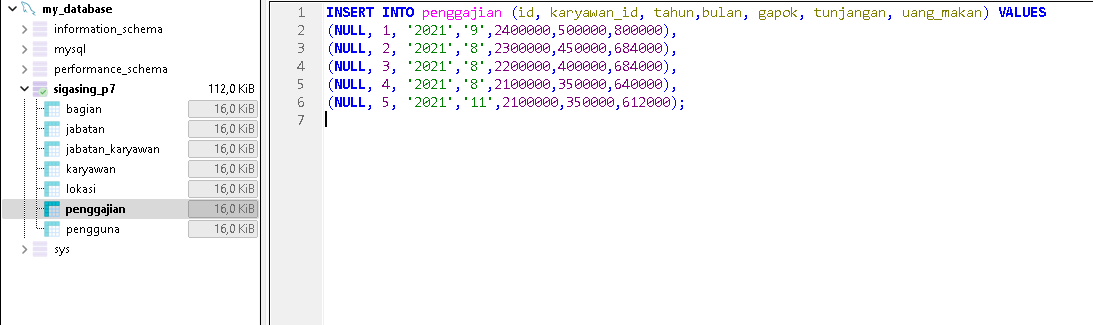 my_database
information_schema
mysql
performance_schema
sigasing_p7 112,0 KiB
bagian 16,0 KiB
jabatan 16,0 KiB
jabatan_karyawan 16,0 KiB
karyawan 16,0 KiB
lokasi 16,0 KiB
penggajian 16,0 KiB
pengguna 16,0 KiB
sys
1 INSERT INTO penggajian (id, karyawan_id, tahun,bulan, gapok, tunjangan, uang_makan) VALUES
2 (NULL, 1, '2021','9',2400000,500000,800000),
3 (NULL, 2, '2021','8',2300000,450000,684000),
4 (NULL, 3, '2021','8',2200000,400000,684000),
5 (NULL, 4, '2021','8',2100000,350000,640000),
6 (NULL, 5, '2021','11',2100000,350000,612000);
7